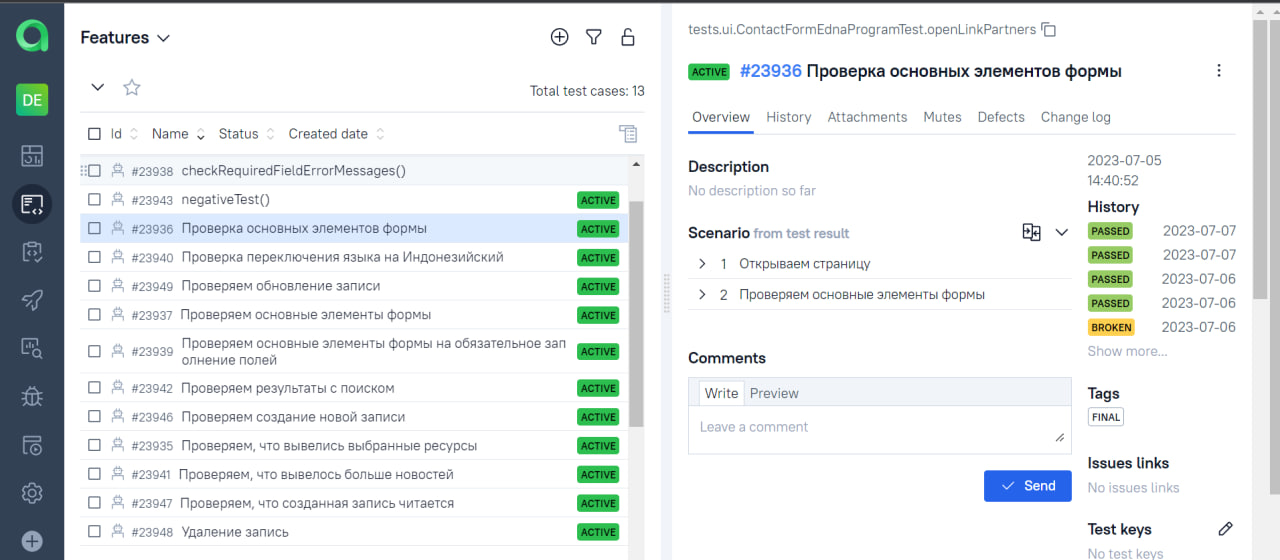 Features
DE
Total test cases: 13
Id Name Status Created date
#23938 checkRequiredFieldErrorMessages()
#23943 negativeTest() ACTIVE
#23936 Проверка основных элементов формы ACTIVE
#23940 Проверка переключения языка на Индонезийский ACTIVE
#23949 Проверяем обновление записи ACTIVE
#23937 Проверяем основные элементы формы ACTIVE
#23939 Проверяем основные элементы формы на обязательное зап
олнение полей ACTIVE
#23942 Проверяем результаты с поиском ACTIVE
#23946 Проверяем создание новой записи ACTIVE
#23935 Проверяем, что вывелись выбранные ресурсы ACTIVE
#23941 Проверяем, что вывелось больше новостей ACTIVE
#23947 Проверяем, что созданная запись читается ACTIVE
#23948 Удаление запись ACTIVE
tests.ui.ContactFormEdnaProgramTest.openLinkPartners
ACTIVE #23936 Проверка основных элементов формы
Overview History Attachments Mutes Defects Change log
Description
No description so far
Scenario from test result
1 Открываем страницу
2 Проверяем основные элементы формы
Comments
Write Preview
Leave a comment
Send
2023-07-05
14:40:52
History
PASSED 2023-07-07
PASSED 2023-07-07
PASSED 2023-07-06
PASSED 2023-07-06
BROKEN 2023-07-06
Show more...
Tags
FINAL
Issues links
No issues links
Test keys
No test keys